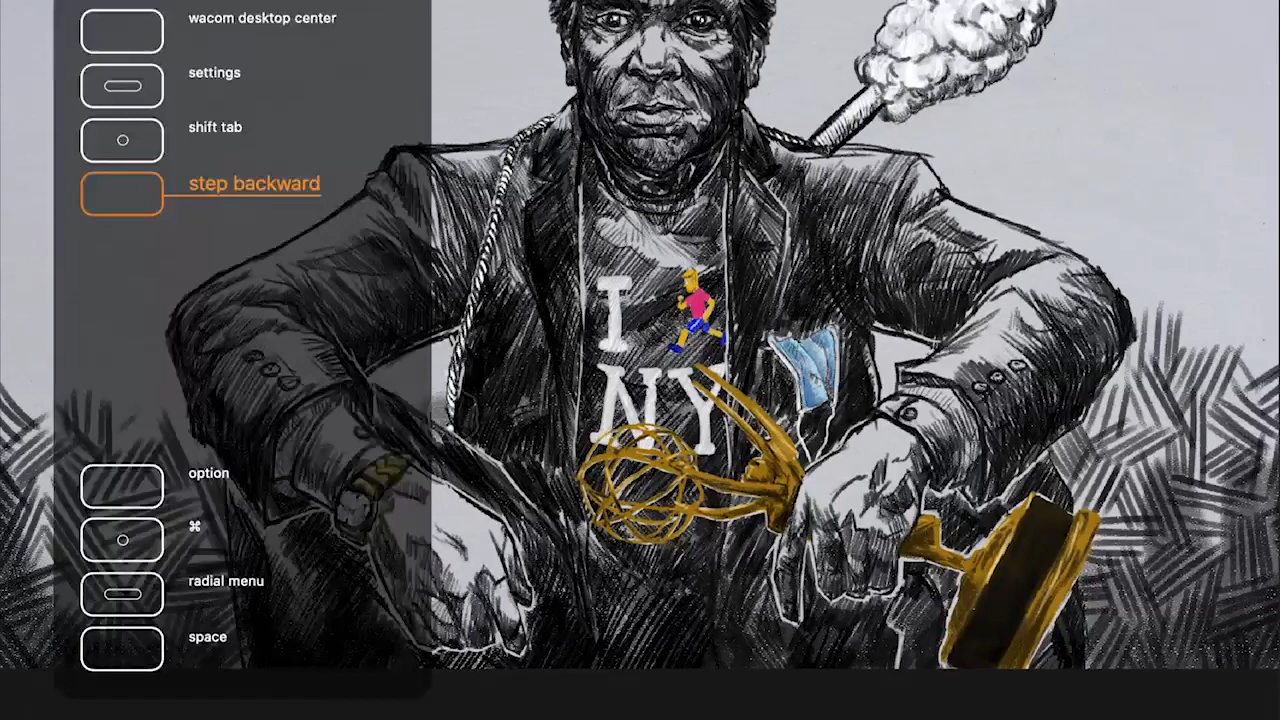 wacom desktop center
settings
shift tab
step backward
I
NY
option
⌘
radial menu
space